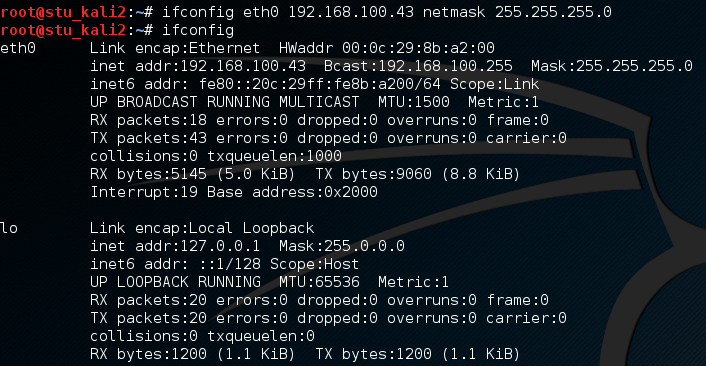 root@stu_kali2:~# ifconfig eth0 192.168.100.43 netmask 255.255.255.0
root@stu_kali2:~# ifconfig
eth0      Link encap:Ethernet  HWaddr 00:0c:29:8b:a2:00
          inet addr:192.168.100.43  Bcast:192.168.100.255  Mask:255.255.255.0
          inet6 addr: fe80::20c:29ff:fe8b:a200/64 Scope:Link
          UP BROADCAST RUNNING MULTICAST  MTU:1500  Metric:1
          RX packets:18 errors:0 dropped:0 overruns:0 frame:0
          TX packets:43 errors:0 dropped:0 overruns:0 carrier:0
          collisions:0 txqueuelen:1000
          RX bytes:5145 (5.0 KiB)  TX bytes:9060 (8.8 KiB)
          Interrupt:19 Base address:0x2000
lo        Link encap:Local Loopback
          inet addr:127.0.0.1  Mask:255.0.0.0
          inet6 addr: ::1/128 Scope:Host
          UP LOOPBACK RUNNING  MTU:65536  Metric:1
          RX packets:20 errors:0 dropped:0 overruns:0 frame:0
          TX packets:20 errors:0 dropped:0 overruns:0 carrier:0
          collisions:0 txqueuelen:0
          RX bytes:1200 (1.1 KiB)  TX bytes:1200 (1.1 KiB)